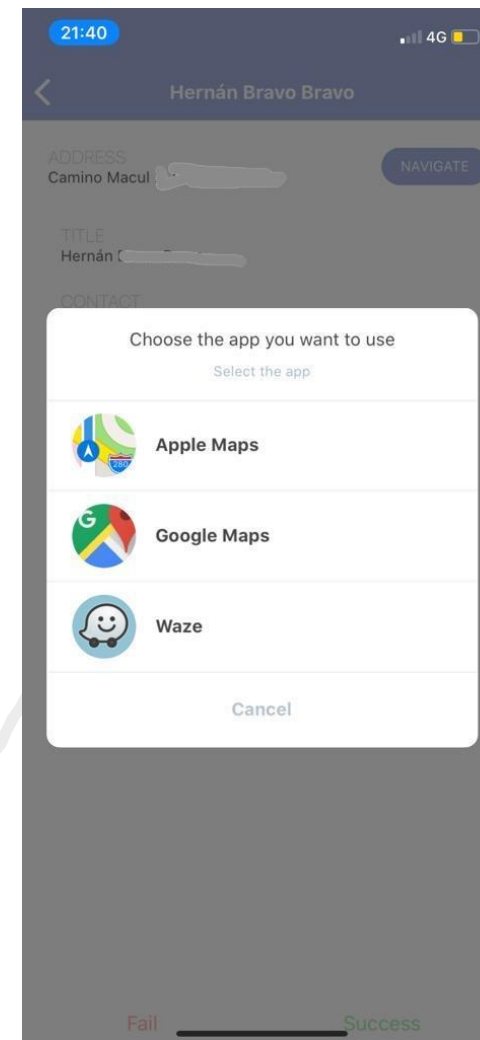 21:40
4G
Hernán Bravo Bravo
ADDRESS
Camino Macul
NAVIGATE
TITLE
Hernán
CONTACT
Choose the app you want to use
Select the app
280
Apple Maps
G
Google Maps
Waze
Cancel
Fail
Success